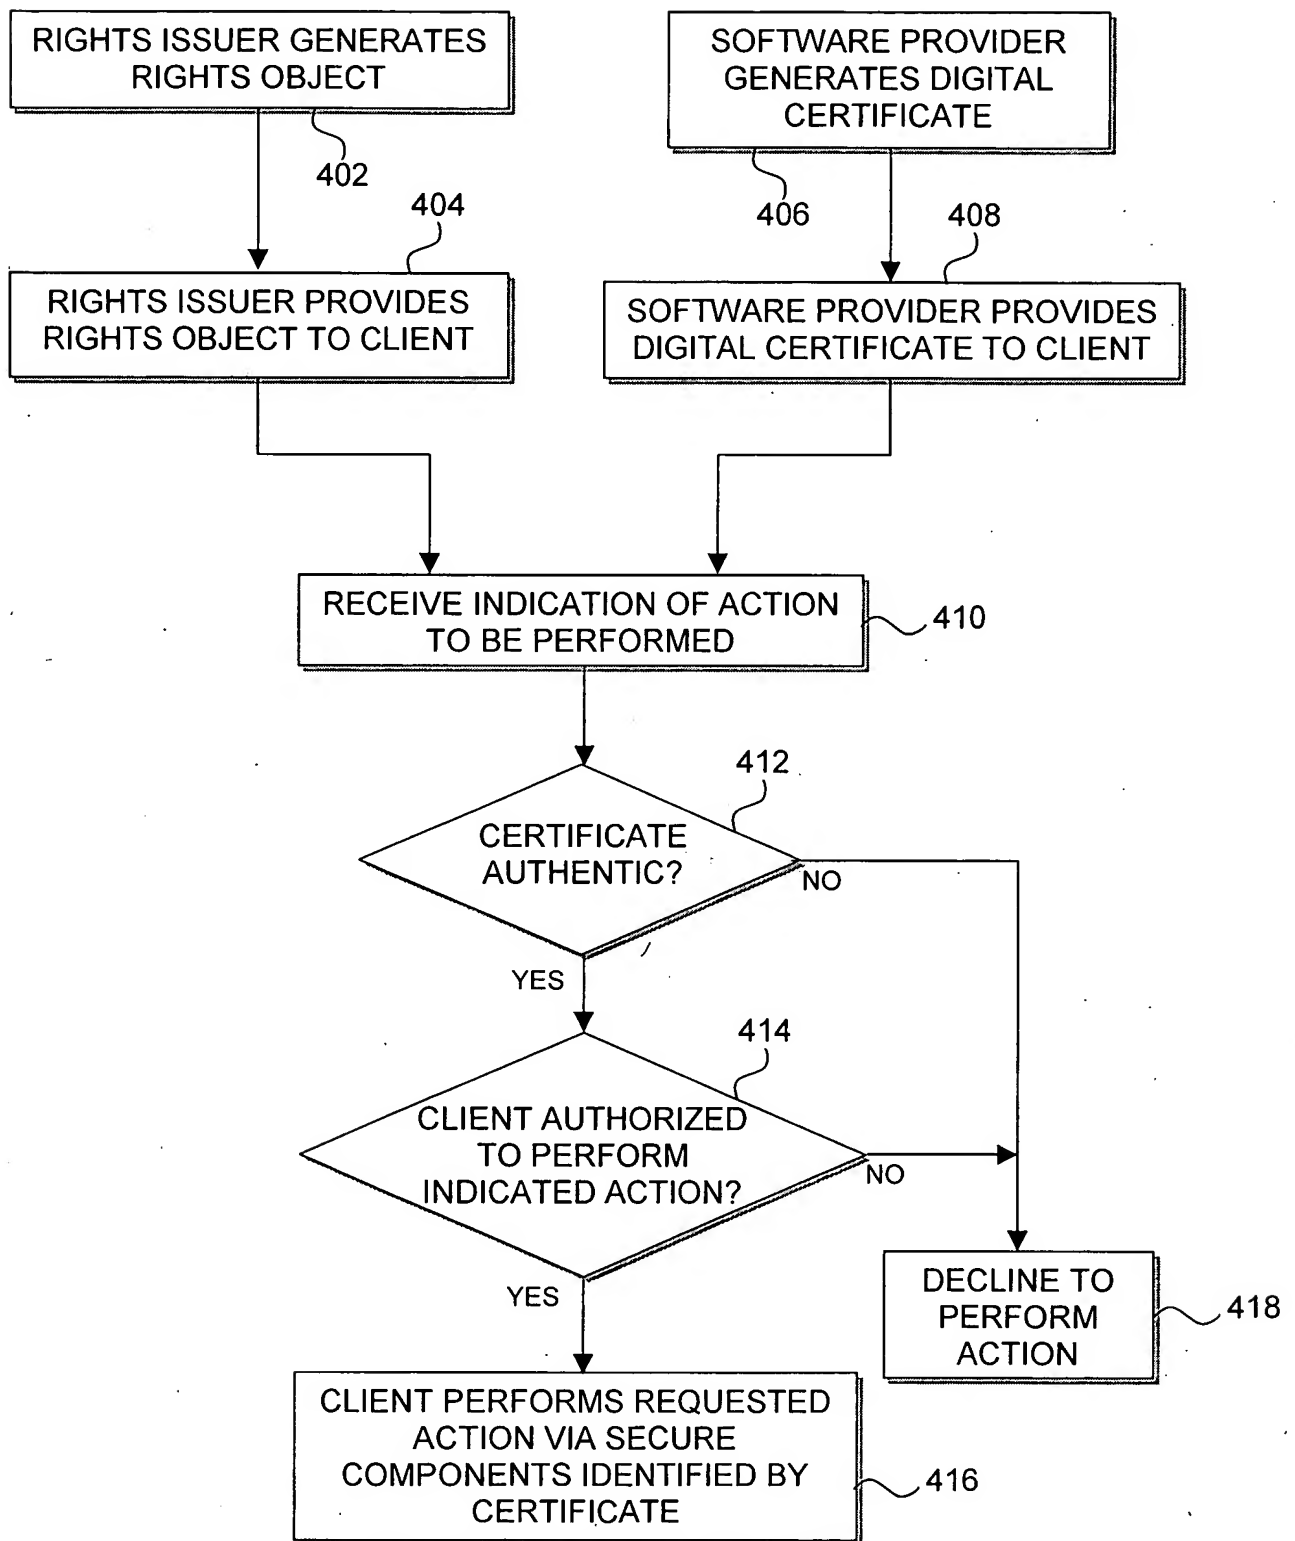 RIGHTS ISSUER GENERATES
RIGHTS OBJECT
402
SOFTWARE PROVIDER
GENERATES DIGITAL
CERTIFICATE
406
404
RIGHTS ISSUER PROVIDES
RIGHTS OBJECT TO CLIENT
408
SOFTWARE PROVIDER PROVIDES
DIGITAL CERTIFICATE TO CLIENT
RECEIVE INDICATION OF ACTION
TO BE PERFORMED
410
412
CERTIFICATE
AUTHENTIC?
NO
YES
414
CLIENT AUTHORIZED
TO PERFORM
INDICATED ACTION?
NO
YES
DECLINE TO
PERFORM
ACTION
418
CLIENT PERFORMS REQUESTED
ACTION VIA SECURE
COMPONENTS IDENTIFIED BY
CERTIFICATE
416